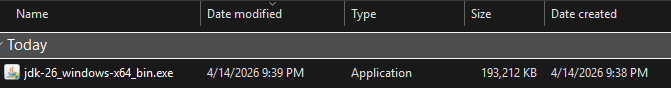 Name Date modified Type Size Date created
Today
jdk-26_windows-x64_bin.exe 4/14/2026 9:39 PM Application 193,212 KB 4/14/2026 9:38 PM